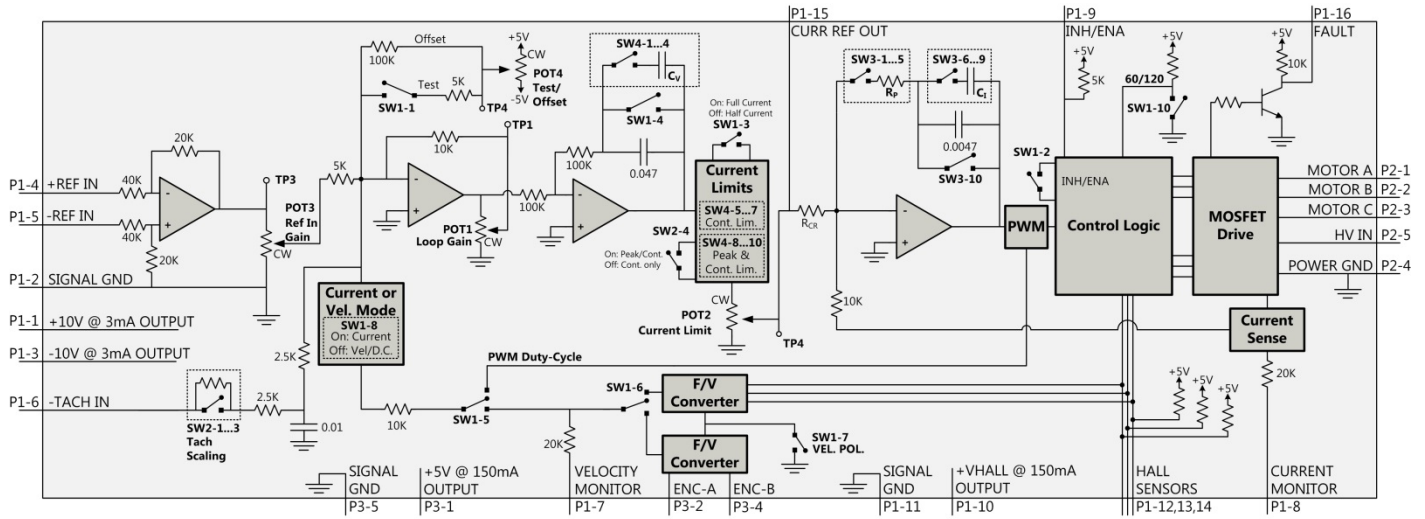 P1-15
CURR REF OUT
P1-9
INH/ENA
P1-16
FAULT
+5V
5K
+5V
60/120
SW1-10
+5V
10K
Offset
100K
Test
5K
SW1-1
TP4
+5V
CW
-5V
POT4
Test/
Offset
SW4-1...4
CV
SW1-4
0.047
100K
TP1
10K
5K
100K
POT1
Loop Gain
CW
On: Full Current
Off: Half Current
SW1-3
Current
Limits
SW4-5...7
Cont. Lim.
SW4-8...10
Peak &
Cont. Lim.
SW2-4
On: Peak/Cont.
Off: Cont. only
CW
POT2
Current Limit
TP4
SW3-1...5
RP
SW3-6...9
CI
0.0047
SW3-10
RCR
10K
SW1-2
PWM
INH/ENA
Control Logic
MOSFET
Drive
MOTOR A
P2-1
MOTOR B
P2-2
MOTOR C
P2-3
HV IN
P2-5
POWER GND
P2-4
Current
Sense
20K
20K
P1-4
+REF IN
40K
P1-5
-REF IN
40K
20K
TP3
POT3
Ref In
Gain
CW
P1-2
SIGNAL GND
P1-1
+10V @ 3mA OUTPUT
P1-3
-10V @ 3mA OUTPUT
P1-6
-TACH IN
SW2-1...3
Tach
Scaling
2.5K
2.5K
0.01
Current or
Vel. Mode
SW1-8
On: Current
Off: Vel/D.C.
10K
PWM Duty-Cycle
SW1-5
20K
SW1-6
F/V
Converter
F/V
Converter
SW1-7
VEL. POL.
+5V
+5V
+5V
SIGNAL
GND
P3-5
+5V @ 150mA
OUTPUT
P3-1
VELOCITY
MONITOR
P1-7
ENC-A
P3-2
ENC-B
P3-4
SIGNAL
GND
P1-11
+VHALL @ 150mA
OUTPUT
P1-10
HALL
SENSORS
P1-12,13,14
CURRENT
MONITOR
P1-8